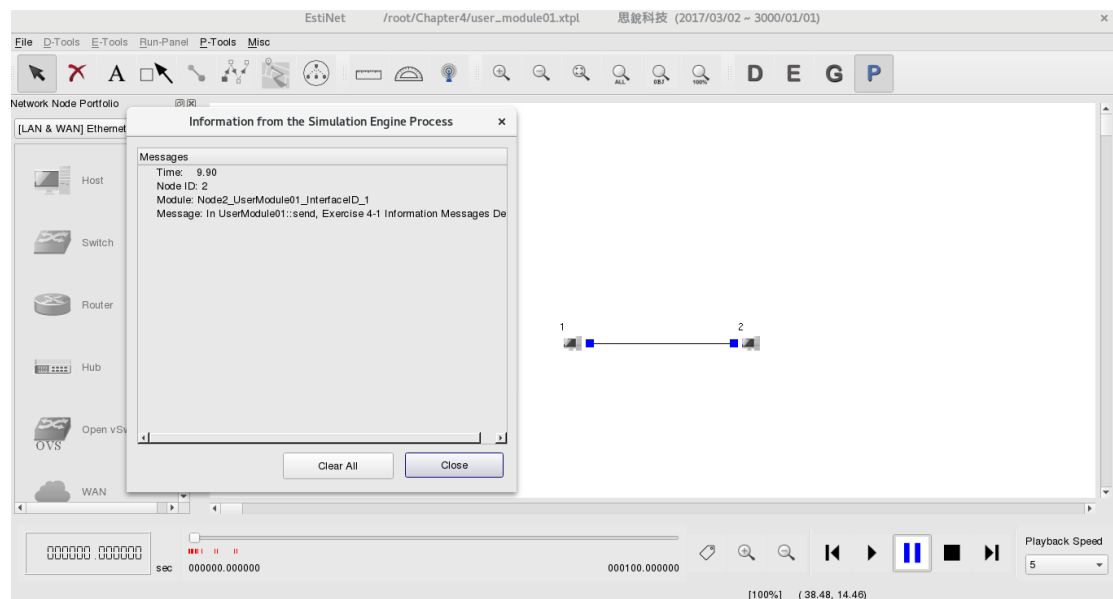 EstiNet /root/Chapter4/user_module01.xtpl 思銳科技 (2017/03/02 ~ 3000/01/01)
File D-Tools E-Tools Run-Panel P-Tools Misc
A ALL OBJ 100% D E G P
Network Node Portfolio
[LAN & WAN] Ethernet
Host
Switch
Router
Hub
Open vSw
OVS
WAN
Information from the Simulation Engine Process
Messages
Time: 9.90
Node ID: 2
Module: Node2_UserModule01_InterfaceID_1
Message: In UserModule01::send, Exercise 4-1 Information Messages De
Clear All Close
1 2
000000.000000 sec
000000.000000 000100.000000
Playback Speed
5
[100%] ( 38.48, 14.46)